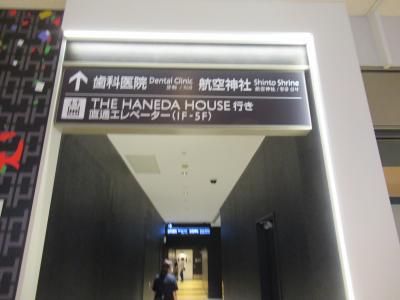 ↑ 歯科医院 Dental Clinic 航空神社 Shinto Shrine
THE HANEDA HOUSE 行き
直通エレベーター(1F-5F)